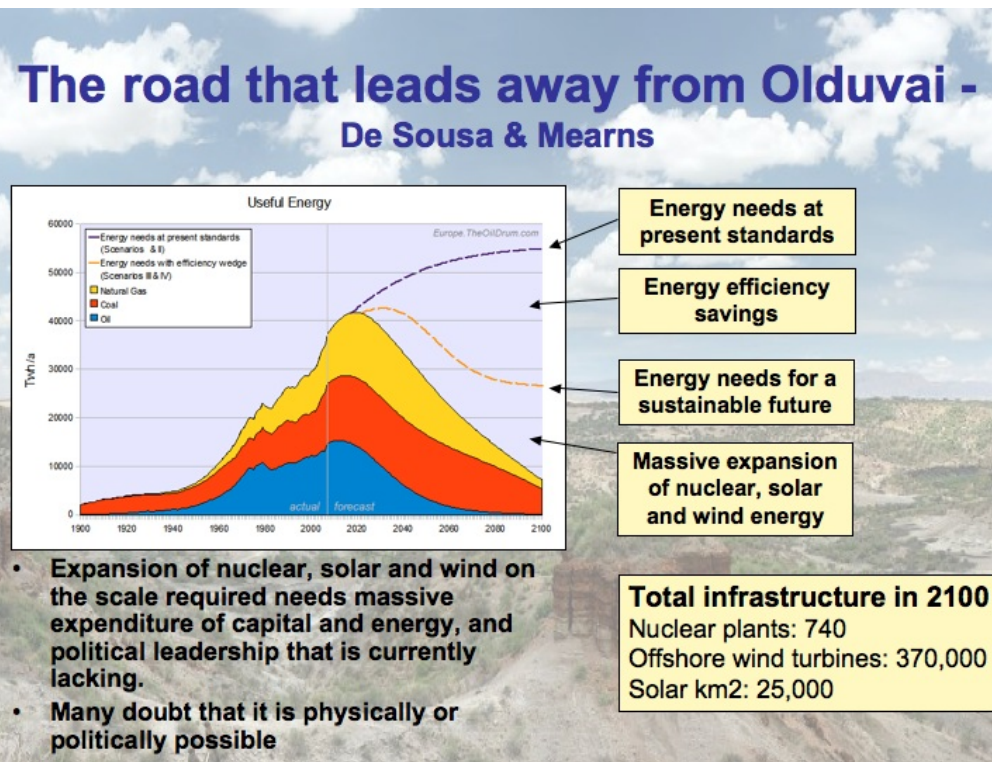 The road that leads away from Olduvai -
De Sousa & Mearns
Useful Energy
60000
50000
40000
30000
20000
10000
0
Twh/a
Energy needs at present standards
(Scenarios & II)
Energy needs with efficiency wedge
(Scenarios III & IV)
Natural Gas
Coal
Oil
Europe.TheOilDrum.com
actual
forecast
1900
1920
1940
1960
1980
2000
2020
2040
2060
2080
2100
Energy needs at
present standards
Energy efficiency
savings
Energy needs for a
sustainable future
Massive expansion
of nuclear, solar
and wind energy
• Expansion of nuclear, solar and wind on
the scale required needs massive
expenditure of capital and energy, and
political leadership that is currently
lacking.
• Many doubt that it is physically or
politically possible
Total infrastructure in 2100
Nuclear plants: 740
Offshore wind turbines: 370,000
Solar km2: 25,000